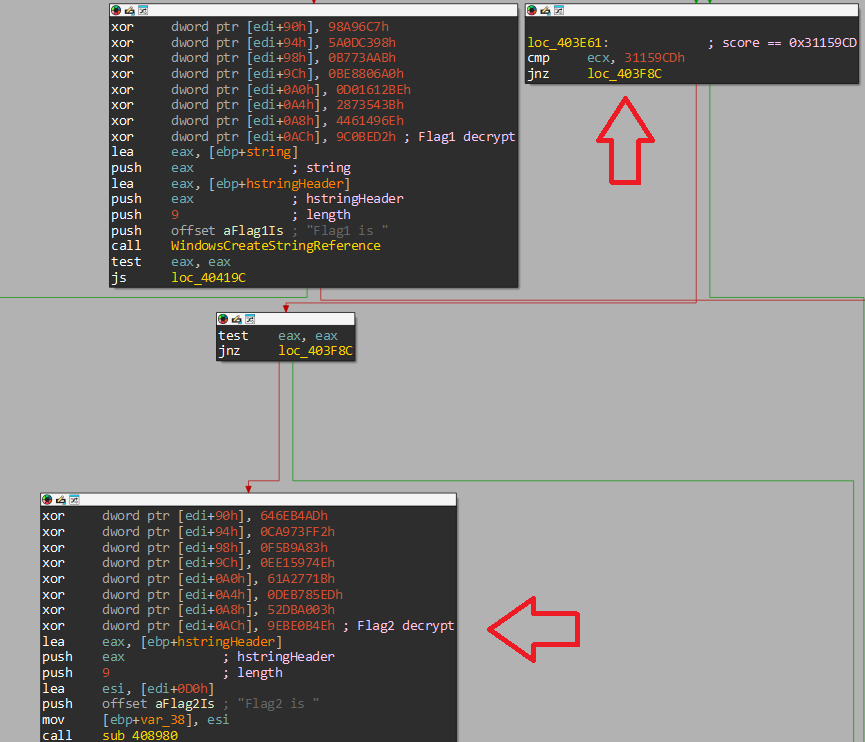 xor dword ptr [edi+90h], 98A96C7h
xor dword ptr [edi+94h], 5A0DC398h
xor dword ptr [edi+98h], 0B773AABh
xor dword ptr [edi+9Ch], 0BE8806A0h
xor dword ptr [edi+0A0h], 0D01612BEh
xor dword ptr [edi+0A4h], 2873543Bh
xor dword ptr [edi+0A8h], 4461496Eh
xor dword ptr [edi+0ACh], 9C0BED2h ; Flag1 decrypt
lea eax, [ebp+string]
push eax ; string
lea eax, [ebp+hstringHeader]
push eax ; hstringHeader
push 9 ; length
push offset aFlag1Is ; "Flag1 is "
call WindowsCreateStringReference
test eax, eax
js loc_40419C
loc_403E61: ; score == 0x31159CD
cmp ecx, 31159CDh
jnz loc_403F8C
test eax, eax
jnz loc_403F8C
xor dword ptr [edi+90h], 646EB4ADh
xor dword ptr [edi+94h], 0CA973FF2h
xor dword ptr [edi+98h], 0F5B9A83h
xor dword ptr [edi+9Ch], 0EE15974Eh
xor dword ptr [edi+0A0h], 61A2771Bh
xor dword ptr [edi+0A4h], 0DEB785EDh
xor dword ptr [edi+0A8h], 52DBA003h
xor dword ptr [edi+0ACh], 9EBE0B4Eh ; Flag2 decrypt
lea eax, [ebp+hstringHeader]
push eax ; hstringHeader
push 9 ; length
lea esi, [edi+0D0h]
push offset aFlag2Is ; "Flag2 is "
mov [ebp+var_38], esi
call sub_408980